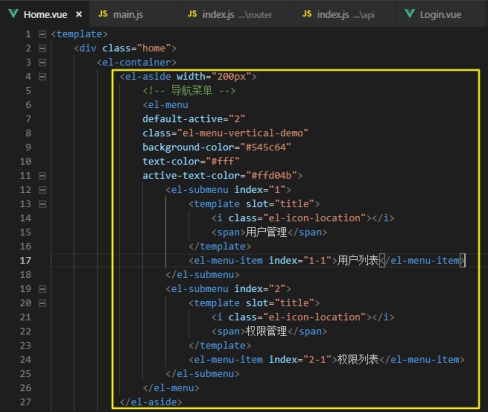 Home.vue × JS main.js JS index.js ...\router JS index.js ...\api Login.vue
1 <template>
2 <div class="home">
3 <el-container>
4 <el-aside width="200px">
5 <!-- 导航菜单 -->
6 <el-menu
7 default-active="2"
8 class="el-menu-vertical-demo"
9 background-color="#545c64"
10 text-color="#fff"
11 active-text-color="#ffd04b">
12 <el-submenu index="1">
13 <template slot="title">
14 <i class="el-icon-location"></i>
15 <span>用户管理</span>
16 </template>
17 <el-menu-item index="1-1">用户列表</el-menu-item>
18 </el-submenu>
19 <el-submenu index="2">
20 <template slot="title">
21 <i class="el-icon-location"></i>
22 <span>权限管理</span>
23 </template>
24 <el-menu-item index="2-1">权限列表</el-menu-item>
25 </el-submenu>
26 </el-menu>
27 </el-aside>